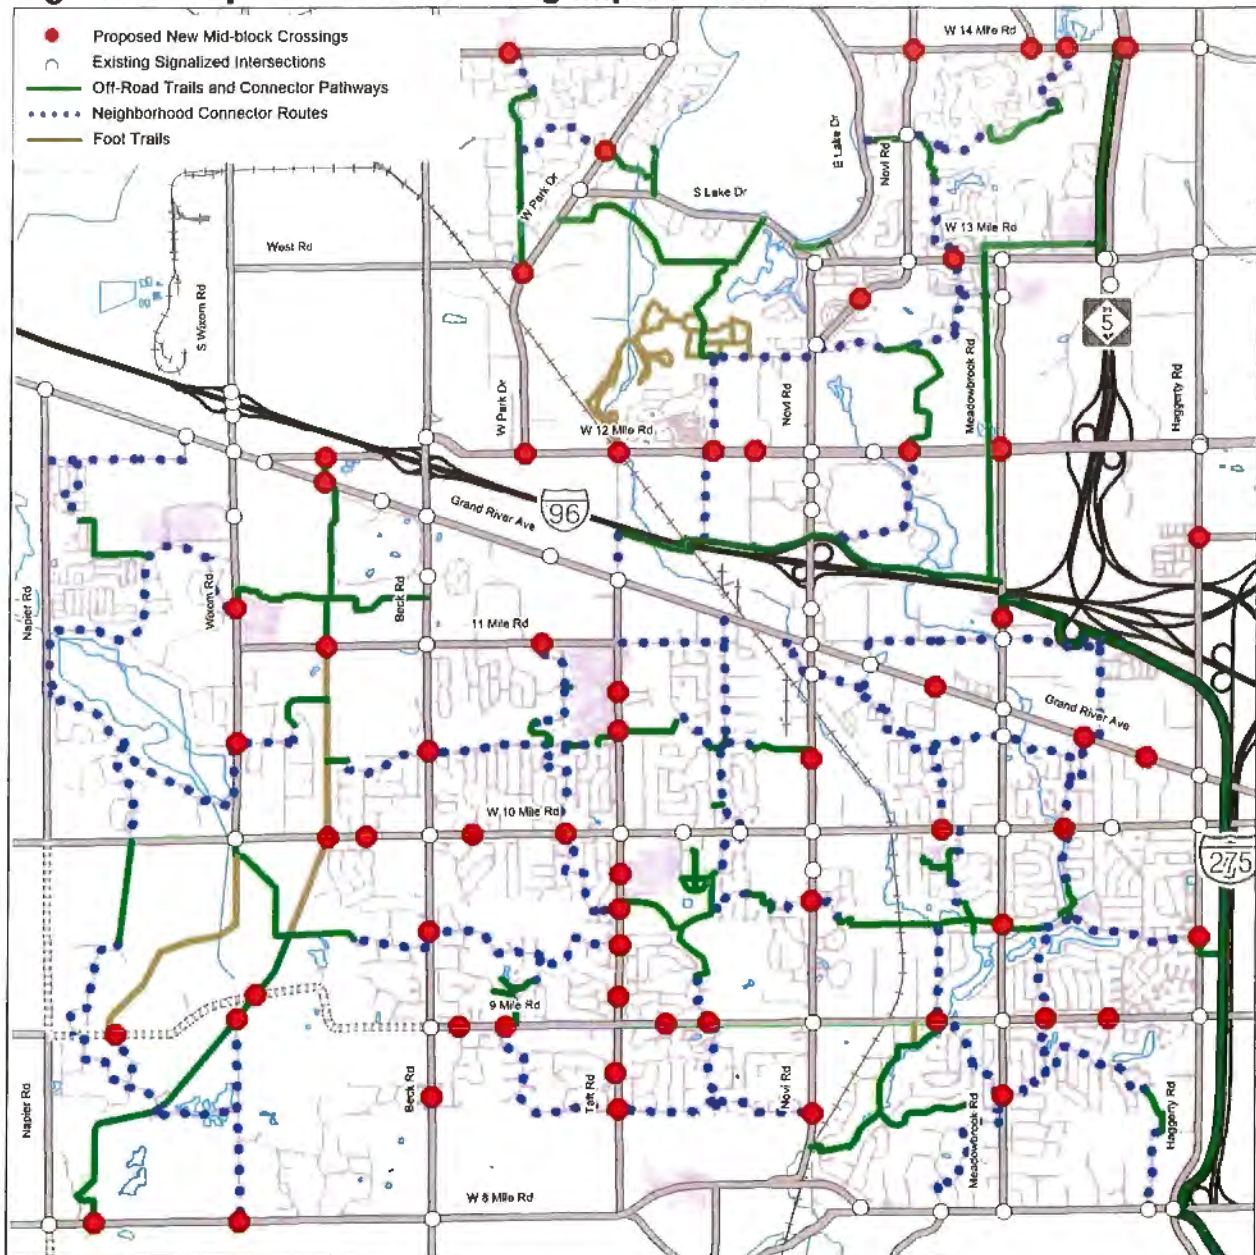 Proposed New Mid-block Crossings
Existing Signalized Intersections
Off-Road Trails and Connector Pathways
Neighborhood Connector Routes
Foot Trails
W 14 Mile Rd
E Lake Dr
Novi Rd
W Park Dr
S Lake Dr
W 13 Mile Rd
West Rd
S Wixom Rd
5
W Park Dr
Novi Rd
Meadowbrook Rd
Haggerty Rd
W 12 Mile Rd
Grand River Ave
96
Napier Rd
Wixom Rd
Beck Rd
11 Mile Rd
Grand River Ave
W 10 Mile Rd
275
9 Mile Rd
Napier Rd
Beck Rd
Taft Rd
Novi Rd
Meadowbrook Rd
Haggerty Rd
W 8 Mile Rd